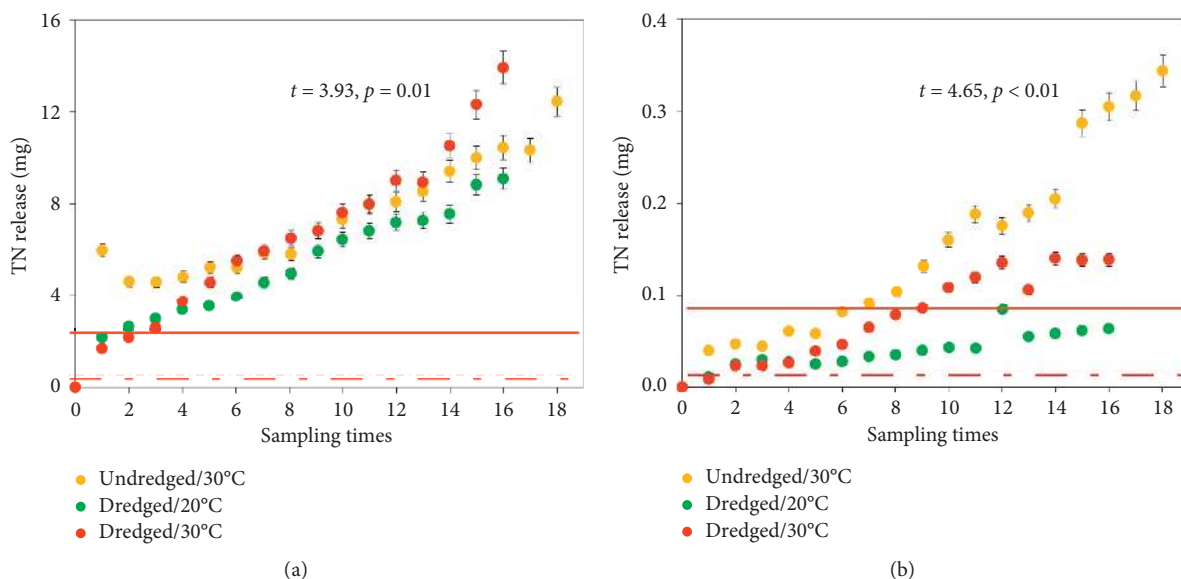 16
12
8
4
0
TN release (mg)
t = 3.93, p = 0.01
0 2 4 6 8 10 12 14 16 18
Sampling times
Undredged/30°C
Dredged/20°C
Dredged/30°C
(a)
0.4
0.3
0.2
0.1
0.0
TN release (mg)
t = 4.65, p < 0.01
0 2 4 6 8 10 12 14 16 18
Sampling times
Undredged/30°C
Dredged/20°C
Dredged/30°C
(b)